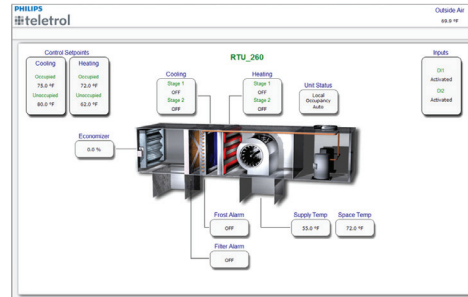 PHILIPS
teletrol
Outside Air
69.8 °F
Control Setpoints
Cooling
Occupied
75.0 °F
Unoccupied
80.0 °F
Heating
Occupied
72.0 °F
Unoccupied
62.0 °F
RTU_260
Cooling
Stage 1
OFF
Stage 2
OFF
Heating
Stage 1
OFF
Stage 2
OFF
Unit Status
Local
Occupancy
Auto
Inputs
DI1
Activated
DI2
Activated
Economizer
0.0 %
Frost Alarm
OFF
Filter Alarm
OFF
Supply Temp
55.0 °F
Space Temp
72.0 °F